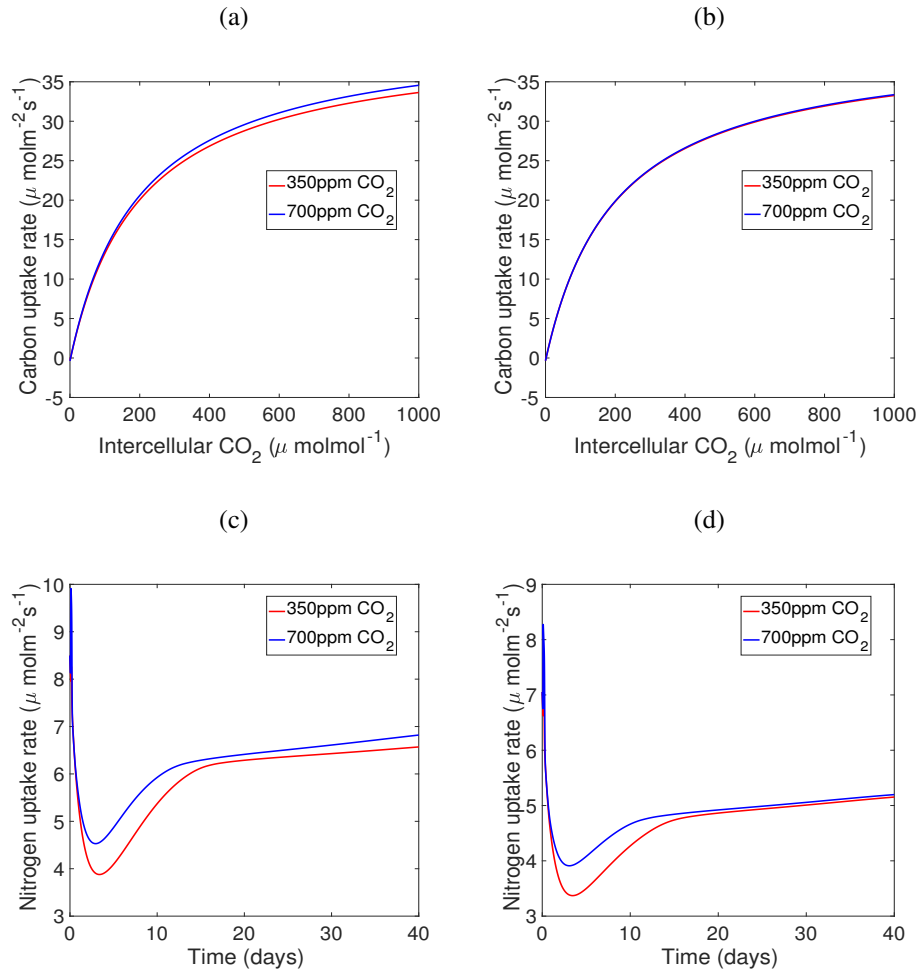 (a)
(b)
35
30
25
20
15
10
5
0
-5
Carbon uptake rate (μ molm⁻²s⁻¹)
350ppm CO₂
700ppm CO₂
0 200 400 600 800 1000
Intercellular CO₂ (μ molmol⁻¹)
35
30
25
20
15
10
5
0
-5
Carbon uptake rate (μ molm⁻²s⁻¹)
350ppm CO₂
700ppm CO₂
0 200 400 600 800 1000
Intercellular CO₂ (μ molmol⁻¹)
(c)
(d)
10
9
8
7
6
5
4
3
Nitrogen uptake rate (μ molm⁻²s⁻¹)
350ppm CO₂
700ppm CO₂
0 10 20 30 40
Time (days)
9
8
7
6
5
4
3
Nitrogen uptake rate (μ molm⁻²s⁻¹)
350ppm CO₂
700ppm CO₂
0 10 20 30 40
Time (days)